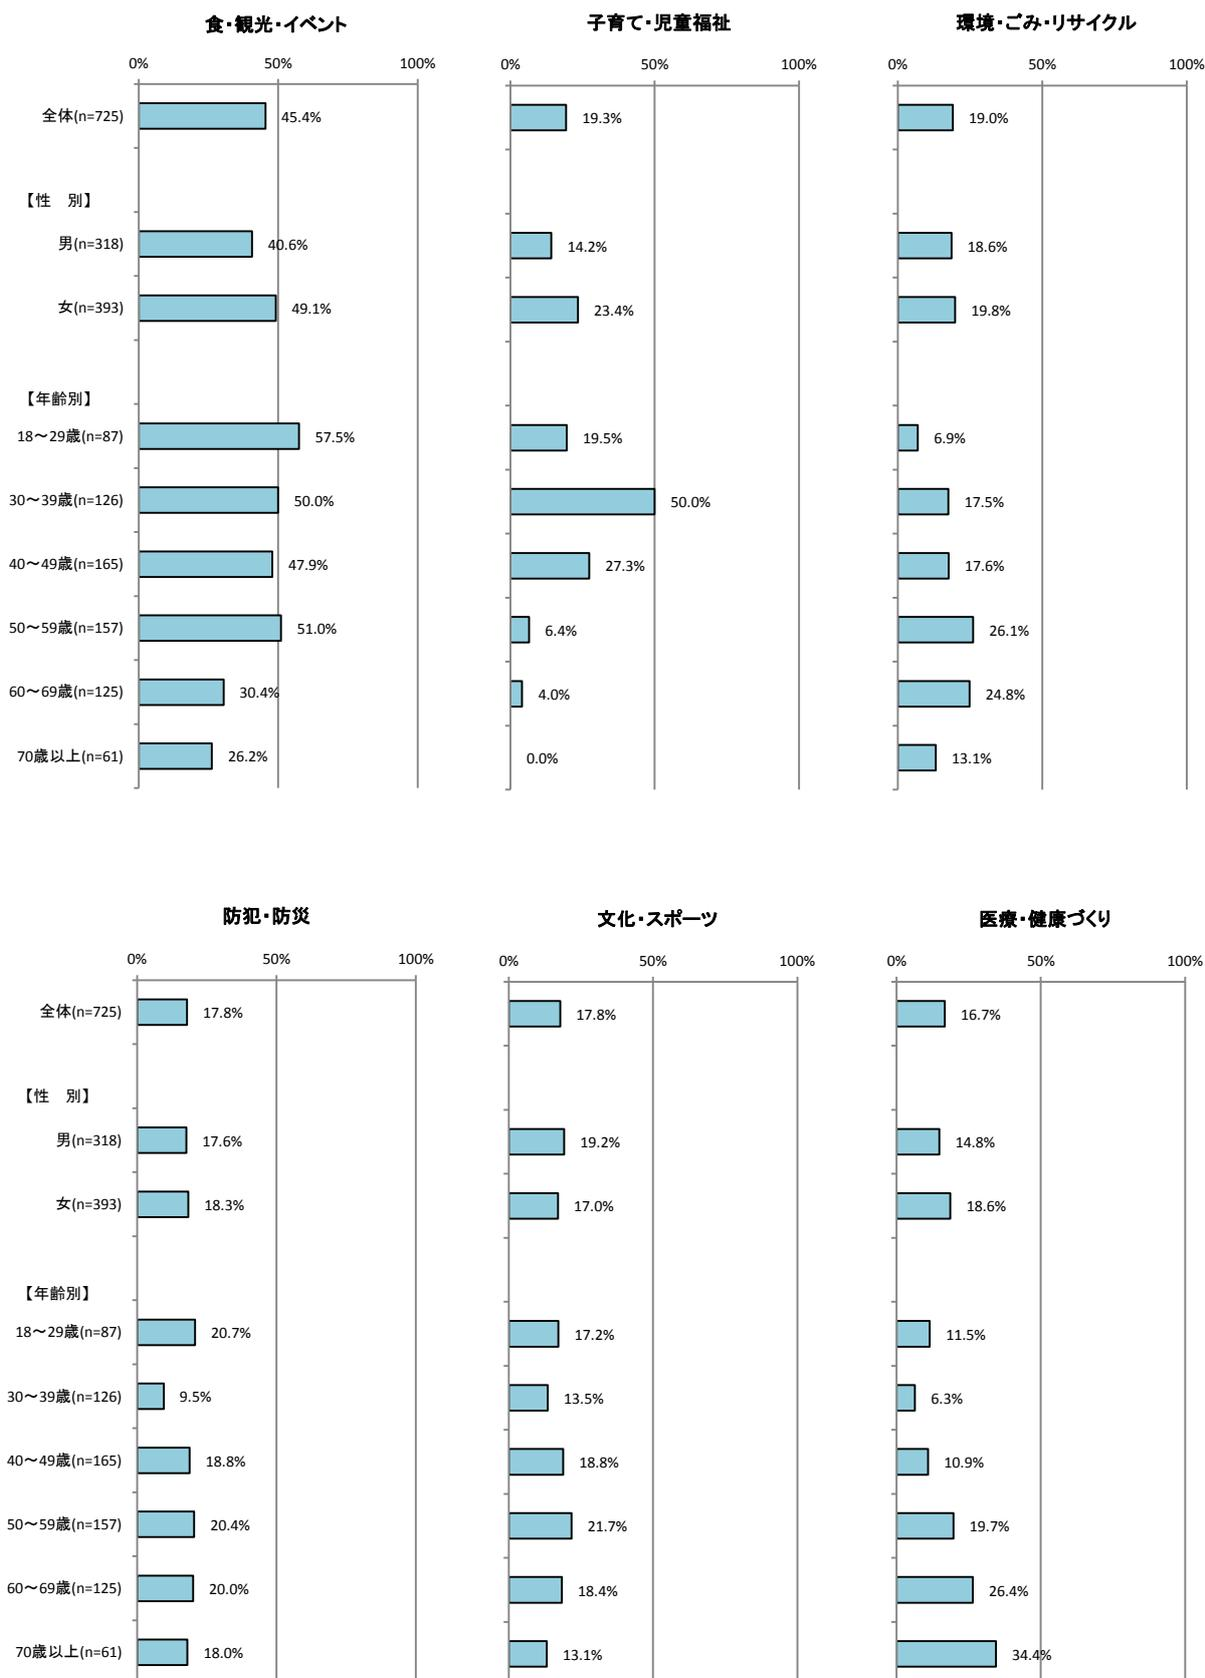 食・観光・イベント 子育て・児童福祉 環境・ごみ・リサイクル
0% 50% 100% 0% 50% 100% 0% 50% 100%
全体(n=725) 45.4% 19.3% 19.0%
【性　別】
男(n=318) 40.6% 14.2% 18.6%
女(n=393) 49.1% 23.4% 19.8%
【年齢別】
18～29歳(n=87) 57.5% 19.5% 6.9%
30～39歳(n=126) 50.0% 50.0% 17.5%
40～49歳(n=165) 47.9% 27.3% 17.6%
50～59歳(n=157) 51.0% 6.4% 26.1%
60～69歳(n=125) 30.4% 4.0% 24.8%
70歳以上(n=61) 26.2% 0.0% 13.1%
防犯・防災 文化・スポーツ 医療・健康づくり
0% 50% 100% 0% 50% 100% 0% 50% 100%
全体(n=725) 17.8% 17.8% 16.7%
【性　別】
男(n=318) 17.6% 19.2% 14.8%
女(n=393) 18.3% 17.0% 18.6%
【年齢別】
18～29歳(n=87) 20.7% 17.2% 11.5%
30～39歳(n=126) 9.5% 13.5% 6.3%
40～49歳(n=165) 18.8% 18.8% 10.9%
50～59歳(n=157) 20.4% 21.7% 19.7%
60～69歳(n=125) 20.0% 18.4% 26.4%
70歳以上(n=61) 18.0% 13.1% 34.4%